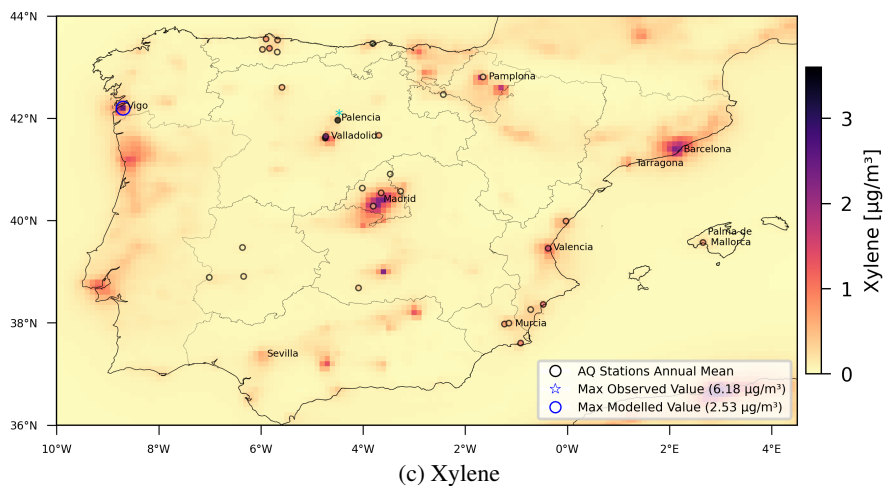 44°N
42°N
40°N
38°N
36°N
10°W 8°W 6°W 4°W 2°W 0°W 2°E 4°E
Pamplona
Vigo
Palencia
Valladolid
Barcelona
Tarragona
Madrid
Palma de
Mallorca
Valencia
Murcia
Sevilla
AQ Stations Annual Mean
Max Observed Value (6.18 μg/m³)
Max Modelled Value (2.53 μg/m³)
3
2
1
0
Xylene [μg/m³]
(c) Xylene